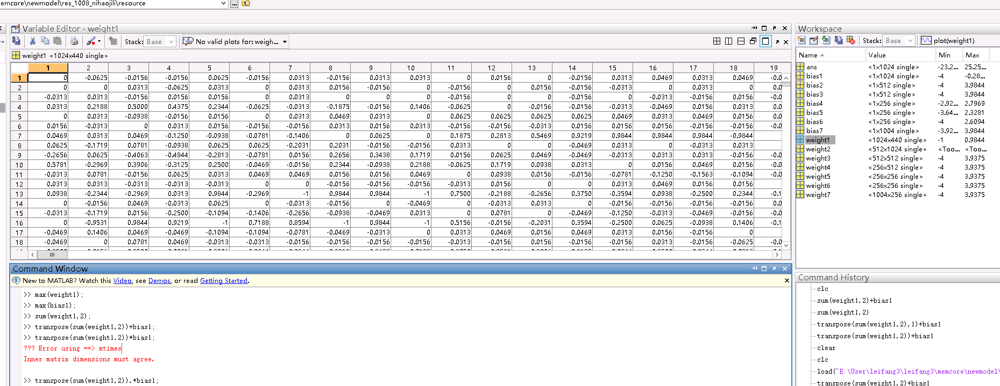 emcore\newmodel\res_1008_nihaojili\resource
Variable Editor - weight1
Stack: Base
No valid plots for: weigh...
weight1 <1024x440 single>
1 2 3 4 5 6 7 8 9 10 11 12 13 14 15 16 17 18 19
1 0 -0.0625 -0.0156 -0.0156 0.0625 -0.0156 0.0313 -0.0156 0.0313 0.0313 0 0.0156 0 -0.0156 0.0313 0.0469 0.0313 0.0469 -0.0
2 0 0 0.0313 -0.0625 0.0313 0 0.0313 0.0156 -0.0156 0 -0.0156 0 0.0156 -0.0156 -0.0313 0 0.0313 0 0.0
3 -0.0313 0.0313 -0.0156 0.0156 0.0156 0 0.0313 0 0 0 -0.0156 0 0 -0.0156 0 -0.0313 -0.0156 0.0156 -0.0
4 0.0313 0.2188 0.5000 0.4375 0.2344 -0.0625 -0.0313 -0.1875 -0.0156 0.1406 -0.0625 0 -0.0156 -0.0156 -0.0313 -0.0469 0.0156 0.0313 -0.0
5 0 0.0313 -0.0938 -0.0156 0.0156 0 0.0313 0.0469 0.0313 0 0.0625 0.0625 0.0625 0.0625 0.0469 0.0313 0.0469 0.0156 0.0
6 0.0156 -0.0313 0 0.0313 0.0156 -0.0156 -0.0156 0.0313 0.0156 0.0313 -0.0156 -0.0156 -0.0313 0.0156 0.0156 0.0156 -0.0156 -0.0156 -0.0
7 0.0469 0.0313 0.0469 -0.1250 -0.0938 -0.0781 -0.1406 0 0.0625 0 0.1875 0.2813 0.5469 0.9219 0.9844 0.9844 0.9844 -0.9844
8 0.0625 -0.1719 0.0781 -0.0938 0.0625 0.0625 -0.2031 0.2031 -0.0156 -0.0156 0.0313 0 0 -0.0469 0.0313 0 -0.0313 0.0313
9 -0.2656 0.0625 -0.4063 -0.4844 -0.2813 -0.0781 0.0156 0.2656 0.3438 0.1719 0.0156 0.0625 0.0469 -0.0469 -0.0313 0.0313 0.0313 -0.0156 -0.0
10 0.5781 -0.2969 0.3906 -0.3125 0.2500 -0.0469 -0.0156 0.2344 -0.0938 0.2188 -0.0625 0.1719 0.0938 0.0313 0 0.0156 0.0469 0.0156 -0.0
11 -0.0313 0.0781 -0.0156 0.0625 0.0313 0.0469 0.0469 0.0156 0.0156 0.0469 0 0.0938 0.0156 -0.0156 -0.0781 -0.1250 -0.1563 -0.1094 -0.0
12 0.0313 0.0313 -0.0313 -0.0313 -0.0313 0 0 -0.0156 -0.0156 -0.0156 -0.0313 0.0156 0 0 0.0313 0.0469 0.0156 0.0156
13 0.0938 -0.2344 -0.2969 0.0313 0.9844 -0.2969 -1 0.9844 0.9844 -1 0.7500 -0.2188 -0.2656 0.3750 -0.3594 0.0938 -0.2500 0.2344 -0.1
14 0 -0.0156 0.0469 -0.0313 0.0625 0 -0.0313 -0.0156 0 -0.0469 0 -0.0313 0.0313 0 -0.0156 -0.0156 -0.0156 -0.0156 0.0
15 -0.0313 -0.1719 0.0156 -0.2500 -0.1094 -0.1406 -0.2656 -0.0938 -0.0469 0.0313 0 0.0781 0 -0.0469 -0.1250 -0.0313 -0.0469 -0.0156 -0.0
16 0 -0.9531 0.9844 0.9219 -1 0.7188 0.8594 -1 0.9844 -1 0.5156 -0.0156 -0.2031 0.3594 -0.2500 0.0625 -0.0938 0.1406 -0.1
17 -0.0469 0.1406 0.0469 -0.0469 -0.1094 -0.1094 -0.0781 -0.0469 -0.0313 0 0.0313 0.0469 0.0156 0.0469 0.0313 0.0156 -0.0156 0
18 -0.0469 0 0.0781 0.0469 -0.0313 -0.0313 -0.0156 -0.0156 -0.0156 -0.0156 -0.0313 -0.0156 0.0156 -0.0156 -0.0156 0.0313 -0.0156 -0.0625 -0.0
Command Window
New to MATLAB? Watch this Video, see Demos, or read Getting Started.
>> max(weight1);
>> max(bias1);
>> sum(weight1,2);
>> transpose(sum(weight1,2))+bias1;
>> transpose(sum(weight1,2))*bias1;
??? Error using ==> mtimes
Inner matrix dimensions must agree.
>> transpose(sum(weight1,2)).*bias1;
Workspace
Stack: Base
plot(weight1)
Name Value Min Max
ans <1x1024 single> -23.2... 25.25...
bias1 <1x1024 single> -4 -0.28...
bias2 <1x512 single> -4 3.9844
bias3 <1x512 single> -4 3.9844
bias4 <1x256 single> -2.92... 2.7969
bias5 <1x256 single> -3.64... 2.3281
bias6 <1x256 single> -4 2.6094
bias7 <1x1004 single> -3.92... 3.9844
weight1 <1024x440 single> -1 0.9844
weight2 <512x1024 single> <Too... <Too...
weight3 <512x512 single> -4 3.9375
weight4 <256x512 single> -4 3.9375
weight5 <256x256 single> -4 3.9375
weight6 <256x256 single> -4 3.9375
weight7 <1004x256 single> -4 3.9375
Command History
clc
sum(weight1,2)+bias1
sum(weight1,2)
transpose(sum(weight1,2),1)+bias1
transpose(sum(weight1,2))+bias1
clear
clc
load('E:\User\leifang3\leifang3\memcore\newmodel\
transpose(sum(weight1,2)+bias1